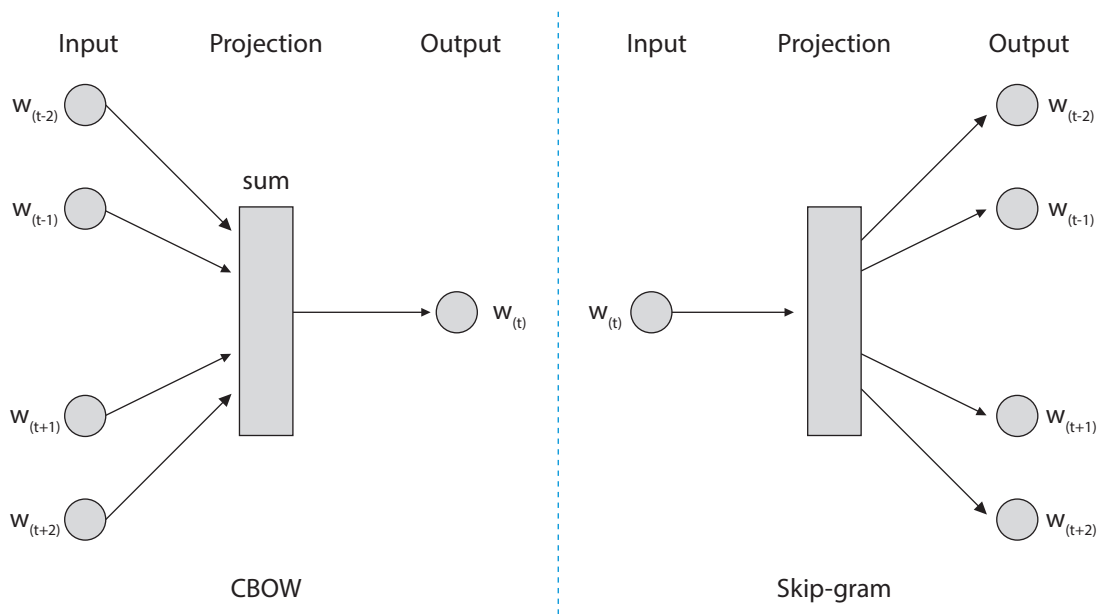 Input Projection Output
w(t-2)
w(t-1)
sum
w(t)
w(t+1)
w(t+2)
CBOW
Input Projection Output
w(t-2)
w(t-1)
w(t)
w(t+1)
w(t+2)
Skip-gram